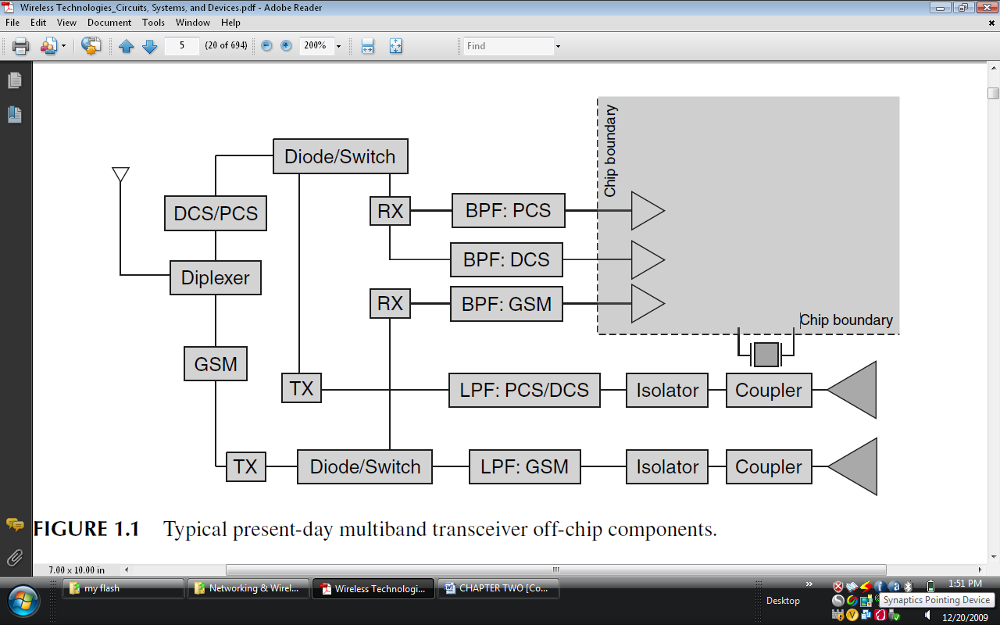 Wireless Technologies_Circuits, Systems, and Devices.pdf - Adobe Reader
File Edit View Document Tools Window Help
5 (20 of 694) 200% Find
Chip boundary
Diode/Switch
DCS/PCS
RX
BPF: PCS
Diplexer
BPF: DCS
RX
BPF: GSM
Chip boundary
GSM
TX
LPF: PCS/DCS
Isolator
Coupler
TX
Diode/Switch
LPF: GSM
Isolator
Coupler
FIGURE 1.1 Typical present-day multiband transceiver off-chip components.
7.00 x 10.00 in
my flash
Networking & Wirel...
Wireless Technologi...
CHAPTER TWO [Co...
Desktop
1:51 PM
Synaptics Pointing Device
12/20/2009